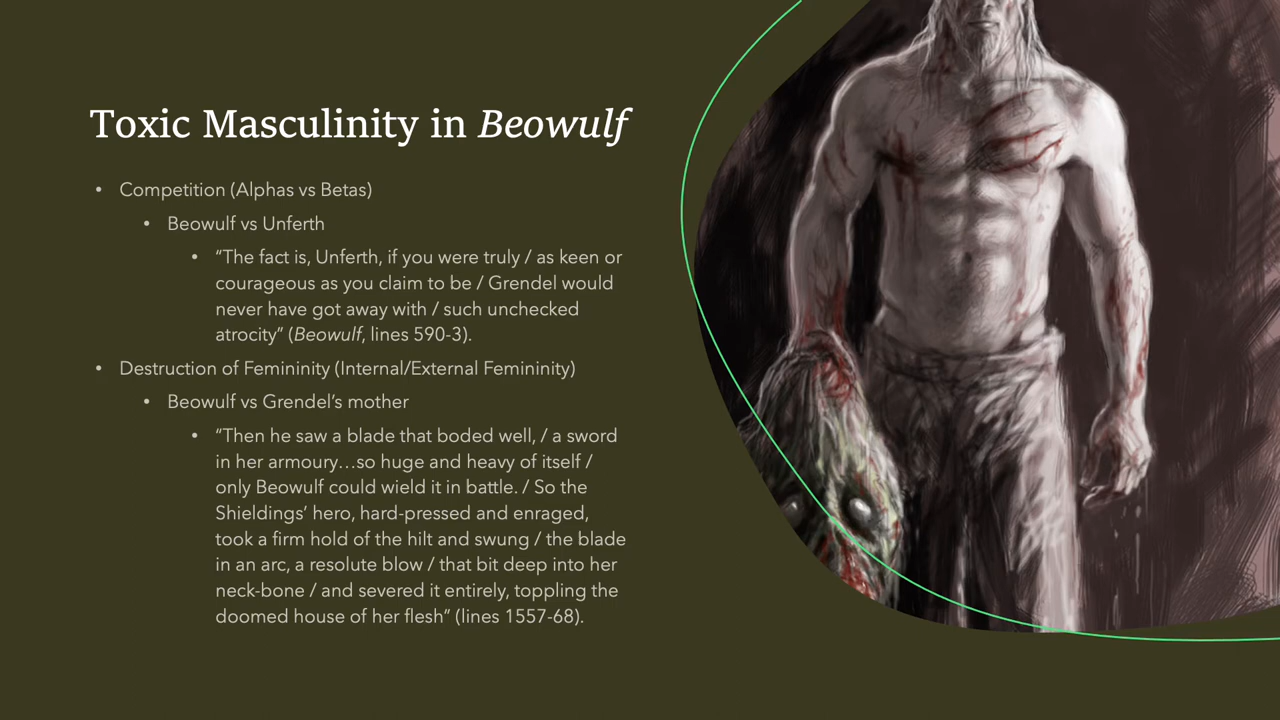 Toxic Masculinity in Beowulf
• Competition (Alphas vs Betas)
• Beowulf vs Unferth
• “The fact is, Unferth, if you were truly / as keen or
courageous as you claim to be / Grendel would
never have got away with / such unchecked
atrocity” (Beowulf, lines 590-3).
• Destruction of Femininity (Internal/External Femininity)
• Beowulf vs Grendel’s mother
• “Then he saw a blade that boded well, / a sword
in her armoury…so huge and heavy of itself /
only Beowulf could wield it in battle. / So the
Shieldings’ hero, hard-pressed and enraged,
took a firm hold of the hilt and swung / the blade
in an arc, a resolute blow / that bit deep into her
neck-bone / and severed it entirely, toppling the
doomed house of her flesh” (lines 1557-68).